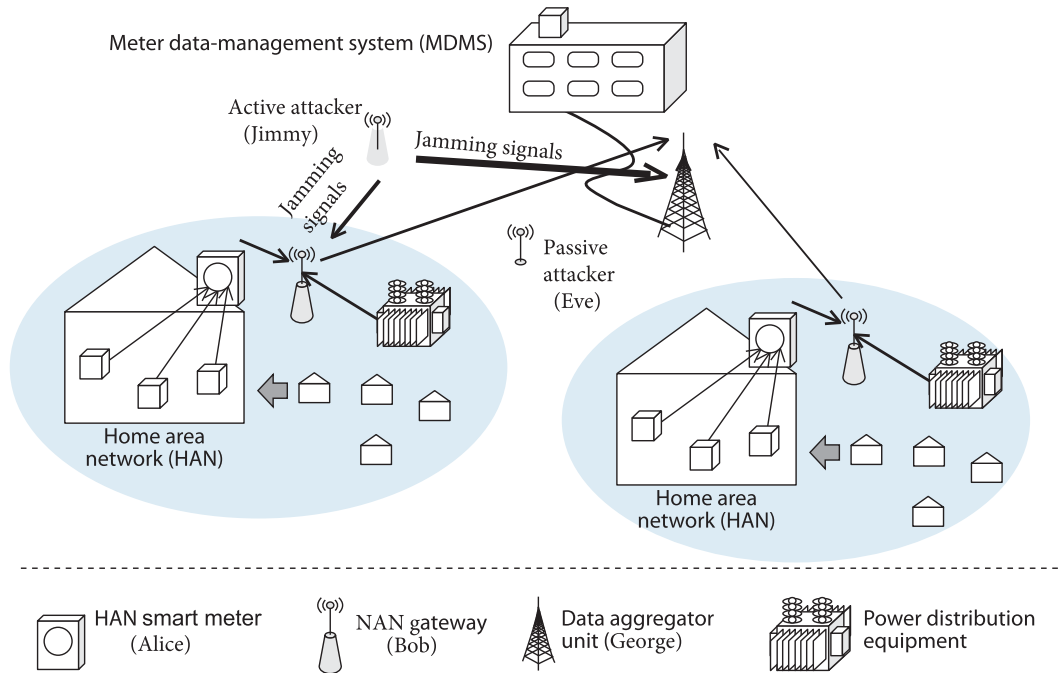 Meter data-management system (MDMS)
Active attacker
(Jimmy)
Jamming signals
Jamming
signals
Passive
attacker
(Eve)
Home area
network (HAN)
Home area
network (HAN)
HAN smart meter
(Alice)
NAN gateway
(Bob)
Data aggregator
unit (George)
Power distribution
equipment